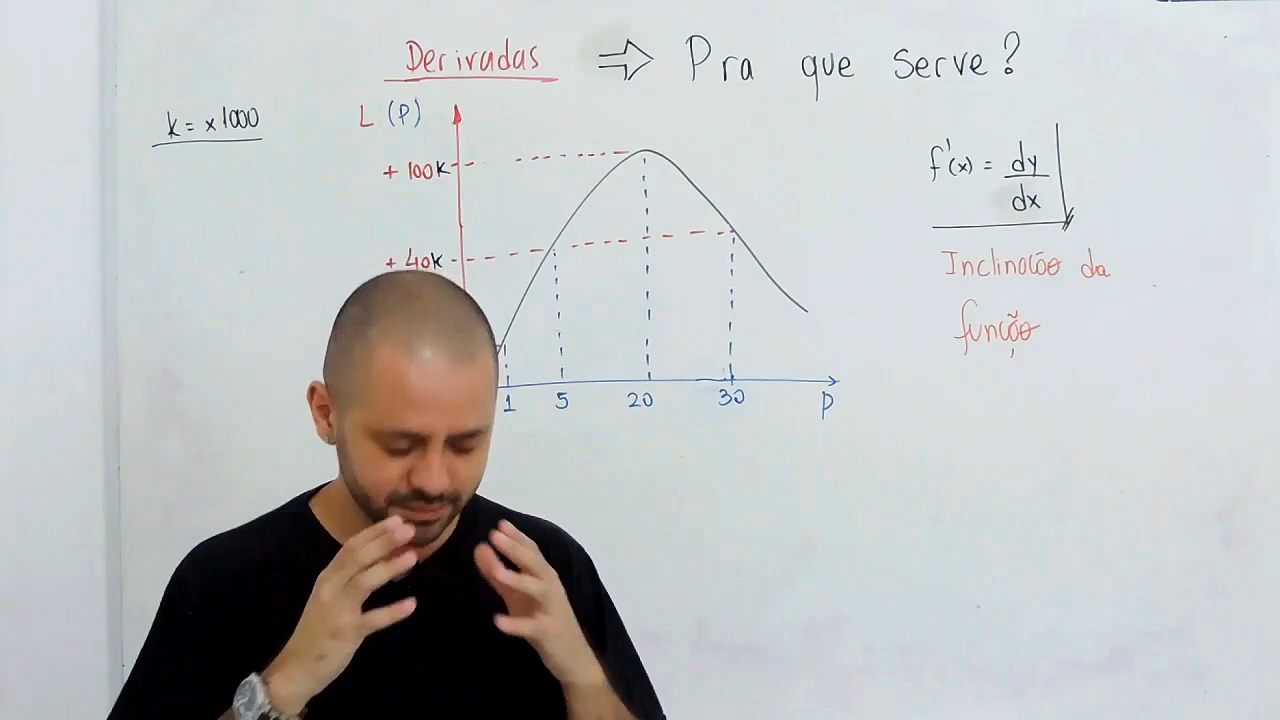 Derivadas ⇒ Pra que serve?
k = x1000
L (P)
+ 100k
+ 40k
1 5 20 30 p
f'(x) = dy/dx
Inclinação da
função